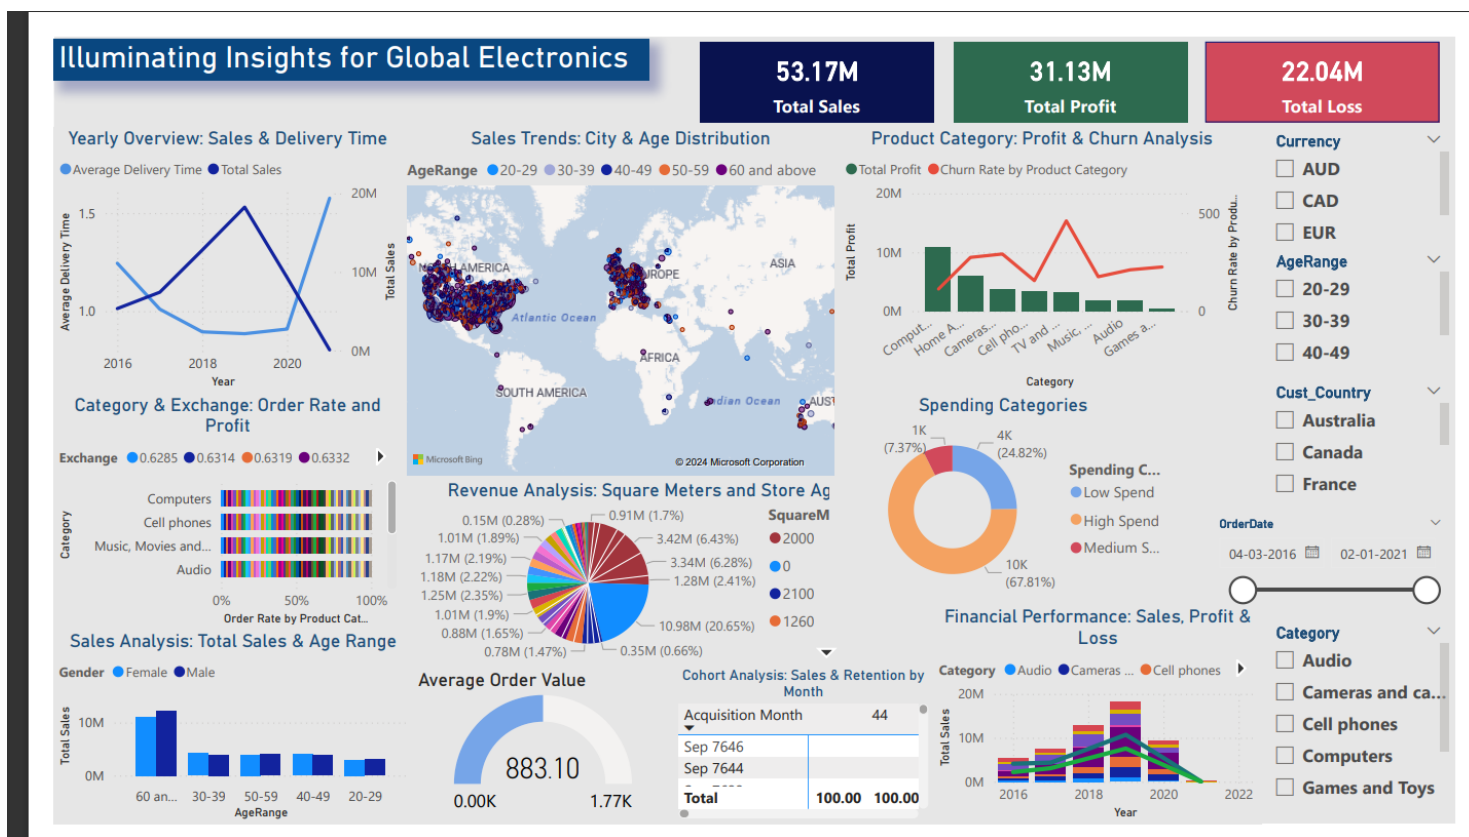 Illuminating Insights for Global Electronics
53.17M
Total Sales
31.13M
Total Profit
22.04M
Total Loss
Yearly Overview: Sales & Delivery Time
Average Delivery Time Total Sales
Average Delivery Time
1.5
1.0
20M
10M
0M
Total Sales
2016 2018 2020
Year
Sales Trends: City & Age Distribution
AgeRange 20-29 30-39 40-49 50-59 60 and above
NORTH AMERICA
EUROPE
ASIA
Atlantic Ocean
AFRICA
SOUTH AMERICA
Indian Ocean
AUST
Microsoft Bing
© 2024 Microsoft Corporation
Product Category: Profit & Churn Analysis
Total Profit Churn Rate by Product Category
Total Profit
20M
10M
0M
500
0
Churn Rate by Produ...
Comput...
Home A...
Cameras...
Cell pho...
TV and ...
Music, ...
Audio
Games a...
Category
Currency
AUD
CAD
EUR
AgeRange
20-29
30-39
40-49
Cust_Country
Australia
Canada
France
OrderDate
04-03-2016 02-01-2021
Category
Audio
Cameras and ca...
Cell phones
Computers
Games and Toys
Category & Exchange: Order Rate and
Profit
Exchange 0.6285 0.6314 0.6319 0.6332
Category
Computers
Cell phones
Music, Movies and...
Audio
0% 50% 100%
Order Rate by Product Cat...
Revenue Analysis: Square Meters and Store Ag
0.15M (0.28%)
1.01M (1.89%)
1.17M (2.19%)
1.18M (2.22%)
1.25M (2.35%)
1.01M (1.9%)
0.88M (1.65%)
0.78M (1.47%)
0.91M (1.7%)
3.42M (6.43%)
3.34M (6.28%)
1.28M (2.41%)
10.98M (20.65%)
0.35M (0.66%)
SquareM
2000
0
2100
1260
Spending Categories
1K
(7.37%)
4K
(24.82%)
10K
(67.81%)
Spending C...
Low Spend
High Spend
Medium S...
Sales Analysis: Total Sales & Age Range
Gender Female Male
Total Sales
10M
0M
60 an... 30-39 50-59 40-49 20-29
AgeRange
Average Order Value
883.10
0.00K 1.77K
Cohort Analysis: Sales & Retention by
Month
Acquisition Month 44
Sep 7646
Sep 7644
Total 100.00 100.00
Financial Performance: Sales, Profit &
Loss
Category Audio Cameras ... Cell phones
Total Sales
20M
10M
0M
2016 2018 2020 2022
Year